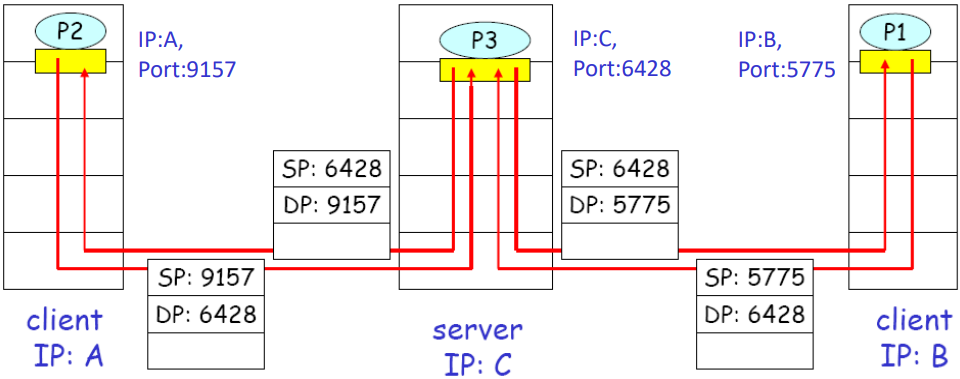 P2
IP:A,
Port:9157
P3
IP:C,
Port:6428
IP:B,
Port:5775
P1
SP: 6428
DP: 9157
SP: 6428
DP: 5775
SP: 9157
DP: 6428
SP: 5775
DP: 6428
client
IP: A
server
IP: C
client
IP: B